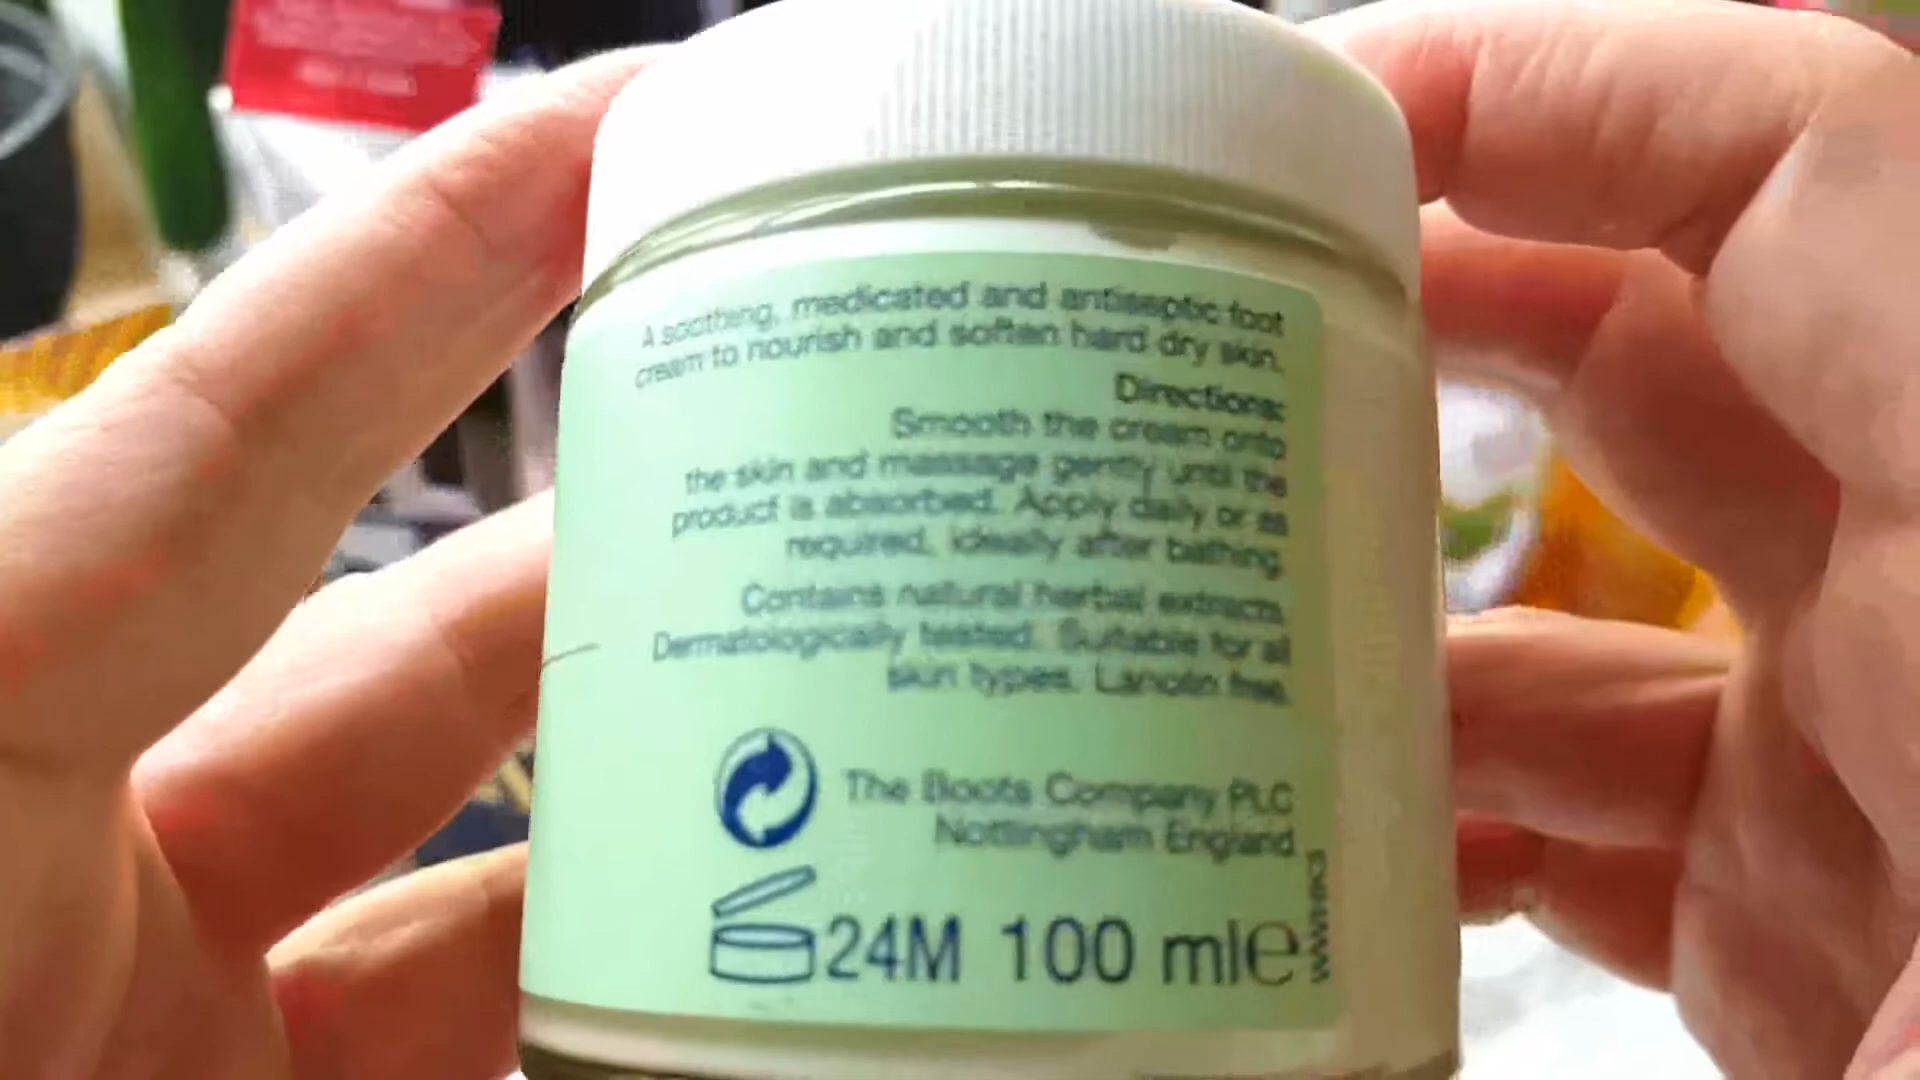 A soothing, medicated and antiseptic foot
cream to nourish and soften hard dry skin.
Directions:
Smooth the cream onto
the skin and massage gently until the
product is absorbed. Apply daily or as
required, ideally after bathing.
Contains natural herbal extracts.
Dermatologically tested. Suitable for all
skin types. Lanolin free.
The Boots Company PLC
Nottingham England
24M 100 ml e